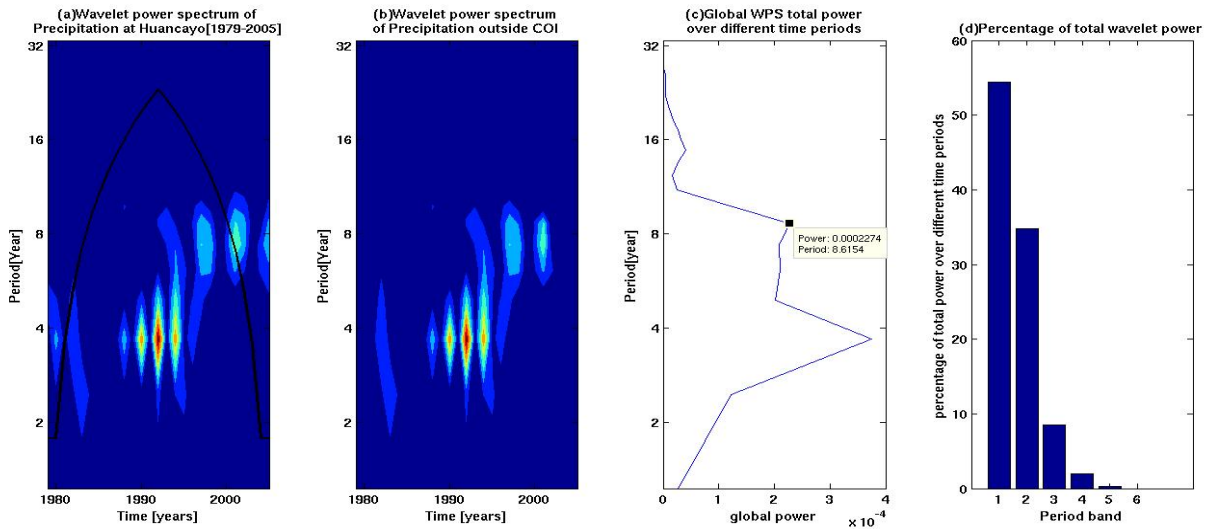 (a)Wavelet power spectrum of
Precipitation at Huancayo[1979-2005]
32
16
8
4
2
Period[Year]
1980
1990
2000
Time [years]
(b)Wavelet power spectrum
of Precipitation outside COI
32
16
8
4
2
Period[Year]
1980
1990
2000
Time [years]
(c)Global WPS total power
over different time periods
32
16
8
4
2
Period[year]
Power: 0.0002274
Period: 8.6154
0
1
2
3
4
global power
× 10⁻⁴
(d)Percentage of total wavelet power
60
50
40
30
20
10
0
percentage of total power over different time periods
1
2
3
4
5
6
Period band